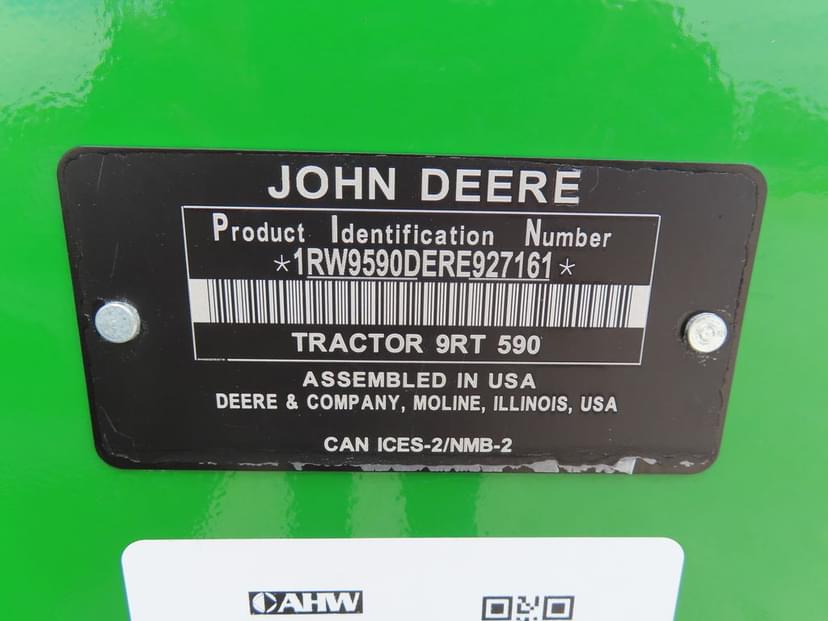 JOHN DEERE
Product Identification Number
*1RW9590DERE927161*
TRACTOR 9RT 590
ASSEMBLED IN USA
DEERE & COMPANY, MOLINE, ILLINOIS, USA
CAN ICES-2/NMB-2
AHW